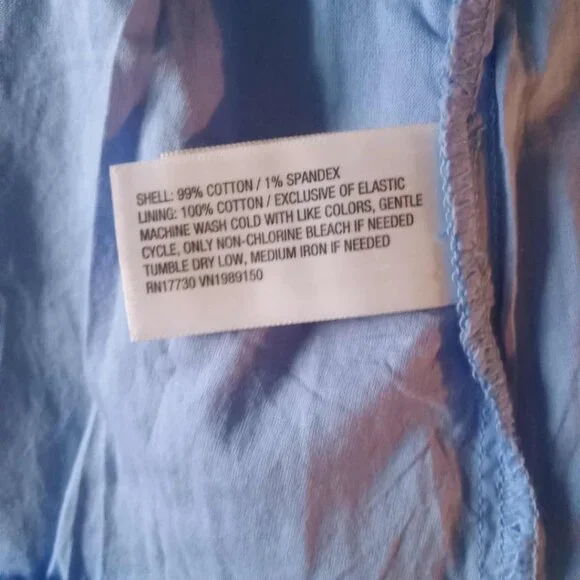 SHELL: 99% COTTON / 1% SPANDEX
LINING: 100% COTTON / EXCLUSIVE OF ELASTIC
MACHINE WASH COLD WITH LIKE COLORS, GENTLE
CYCLE, ONLY NON-CHLORINE BLEACH IF NEEDED
TUMBLE DRY LOW, MEDIUM IRON IF NEEDED
RN17730 VN1989150